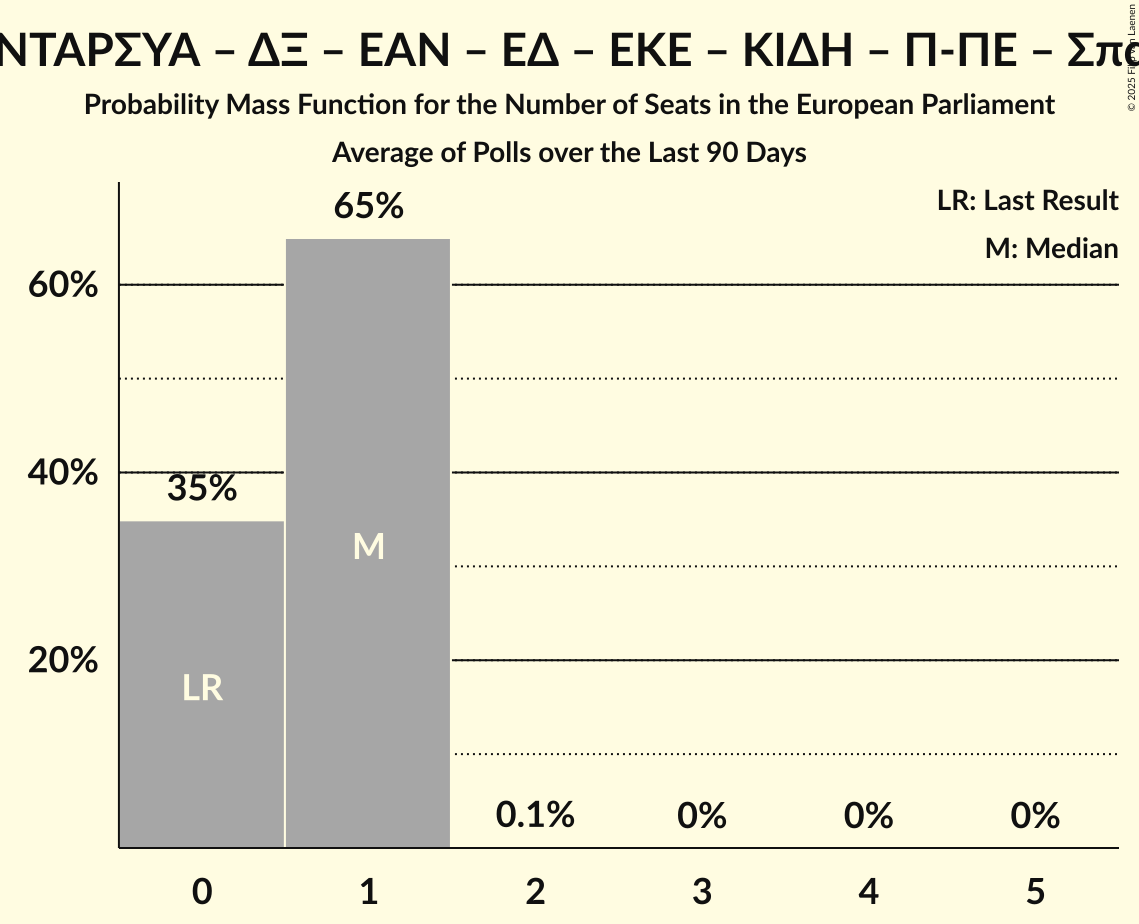 ΝΤΑΡΣΥΑ – ΔΞ – ΕΑΝ – ΕΔ – ΕΚΕ – ΚΙΔΗ – Π-ΠΕ –
Probability Mass Function for the Number of Seats in the European Parliament
Average of Polls over the Last 90 Days
© 2025 Laenen
LR: Last Result
M: Median
65%
60%
40%
35%
M
20%
LR
0.1% 0% 0% 0%
0 1 2 3 4 5